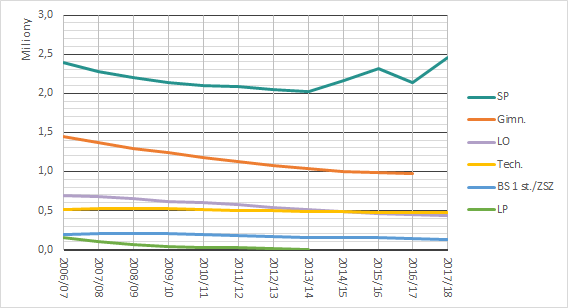 Miliony
3,0
2,5
2,0
1,5
1,0
0,5
0,0
2006/07
2007/08
2008/09
2009/10
2010/11
2011/12
2012/13
2013/14
2014/15
2015/16
2016/17
2017/18
SP
Gimn.
LO
Tech.
BS 1 st./ZSZ
LP